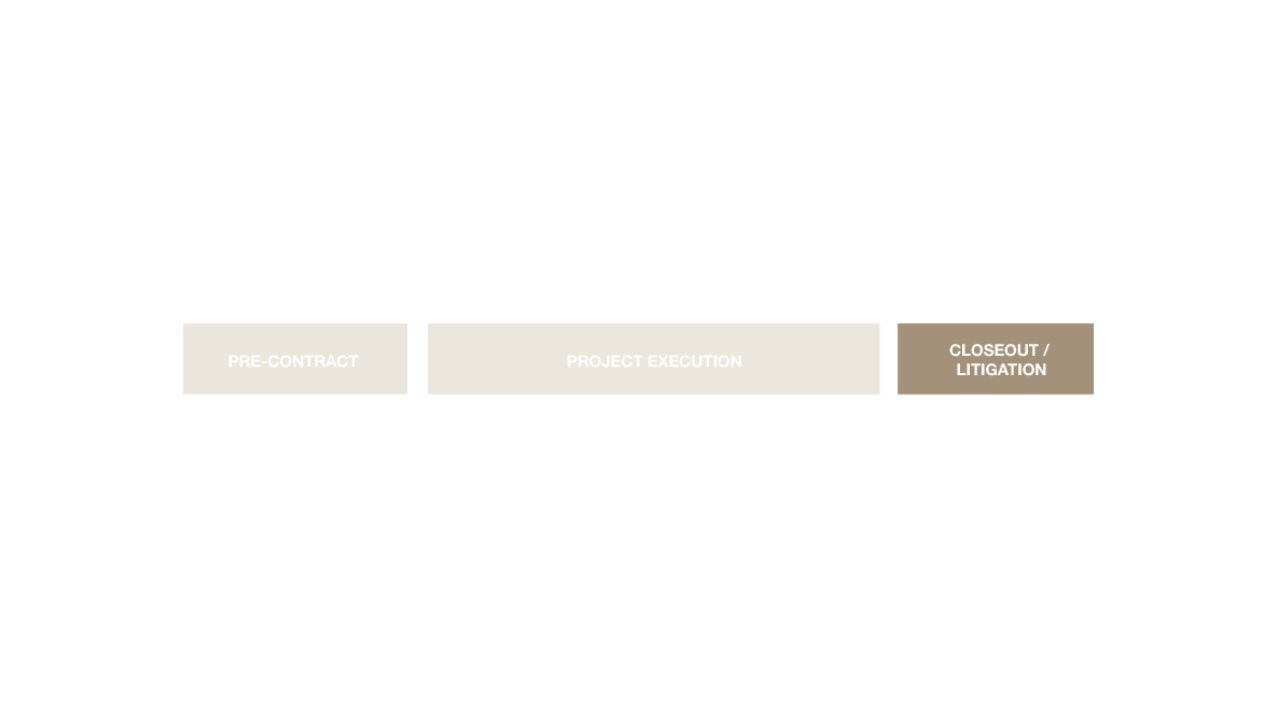 PRE-CONTRACT
PROJECT EXECUTION
CLOSEOUT /
LITIGATION